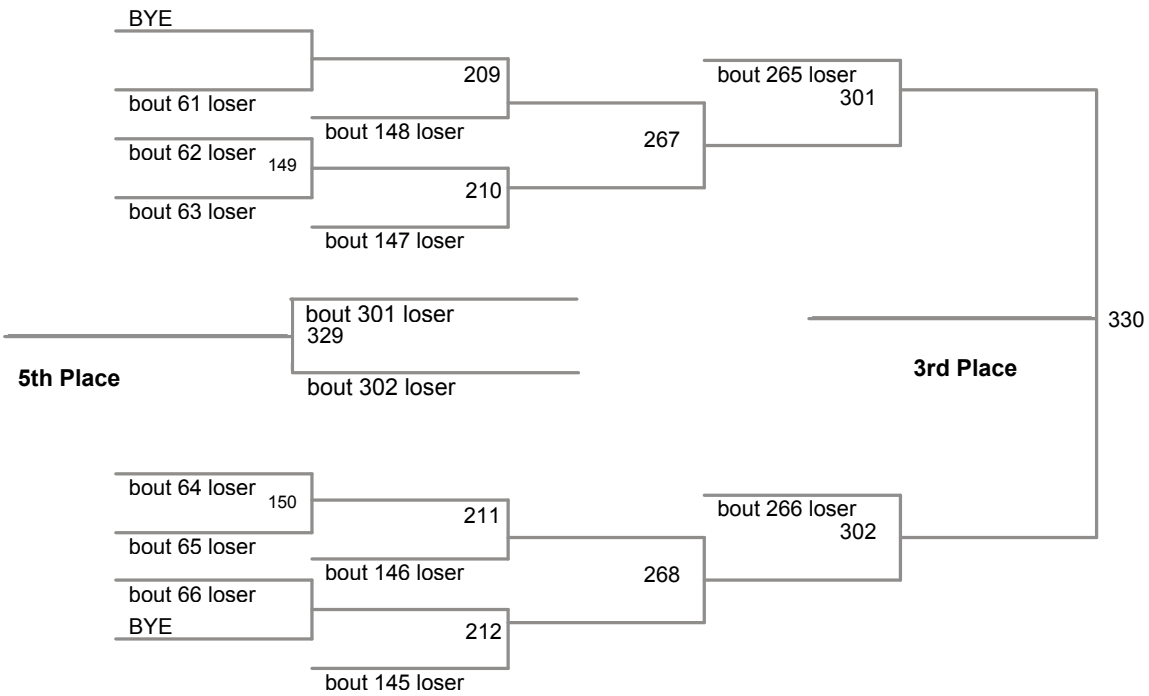 BYE
209
bout 265 loser
bout 61 loser
301
bout 148 loser
267
bout 62 loser
149
210
bout 63 loser
bout 147 loser
bout 301 loser
329
330
5th Place
3rd Place
bout 302 loser
bout 64 loser
150
211
bout 266 loser
302
bout 65 loser
bout 146 loser
268
bout 66 loser
BYE
212
bout 145 loser